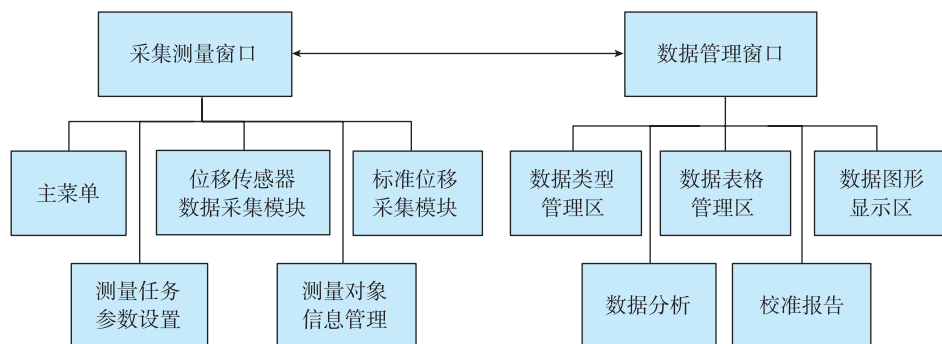 采集测量窗口
数据管理窗口
主菜单
位移传感器
数据采集模块
标准位移
采集模块
数据类型
管理区
数据表格
管理区
数据图形
显示区
测量任务
参数设置
测量对象
信息管理
数据分析
校准报告